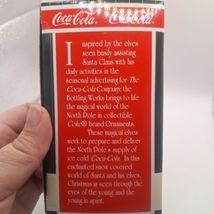 Coca-Cola Coca-Cola
Inspired by the elves
seen busily assisting
Santa Claus with his
daily activities in the
seasonal advertising for The
Coca-Cola Company, the
Bottling Works brings to life
the magical world of the
North Pole in collectible
Coke® brand Ornaments.
These magical elves
work to prepare and deliver
the North Pole's supply of
ice cold Coca-Cola. In this
enchanted snow covered
world of Santa and his elves,
Christmas is seen through the
eyes of the young and the
young in spirit.